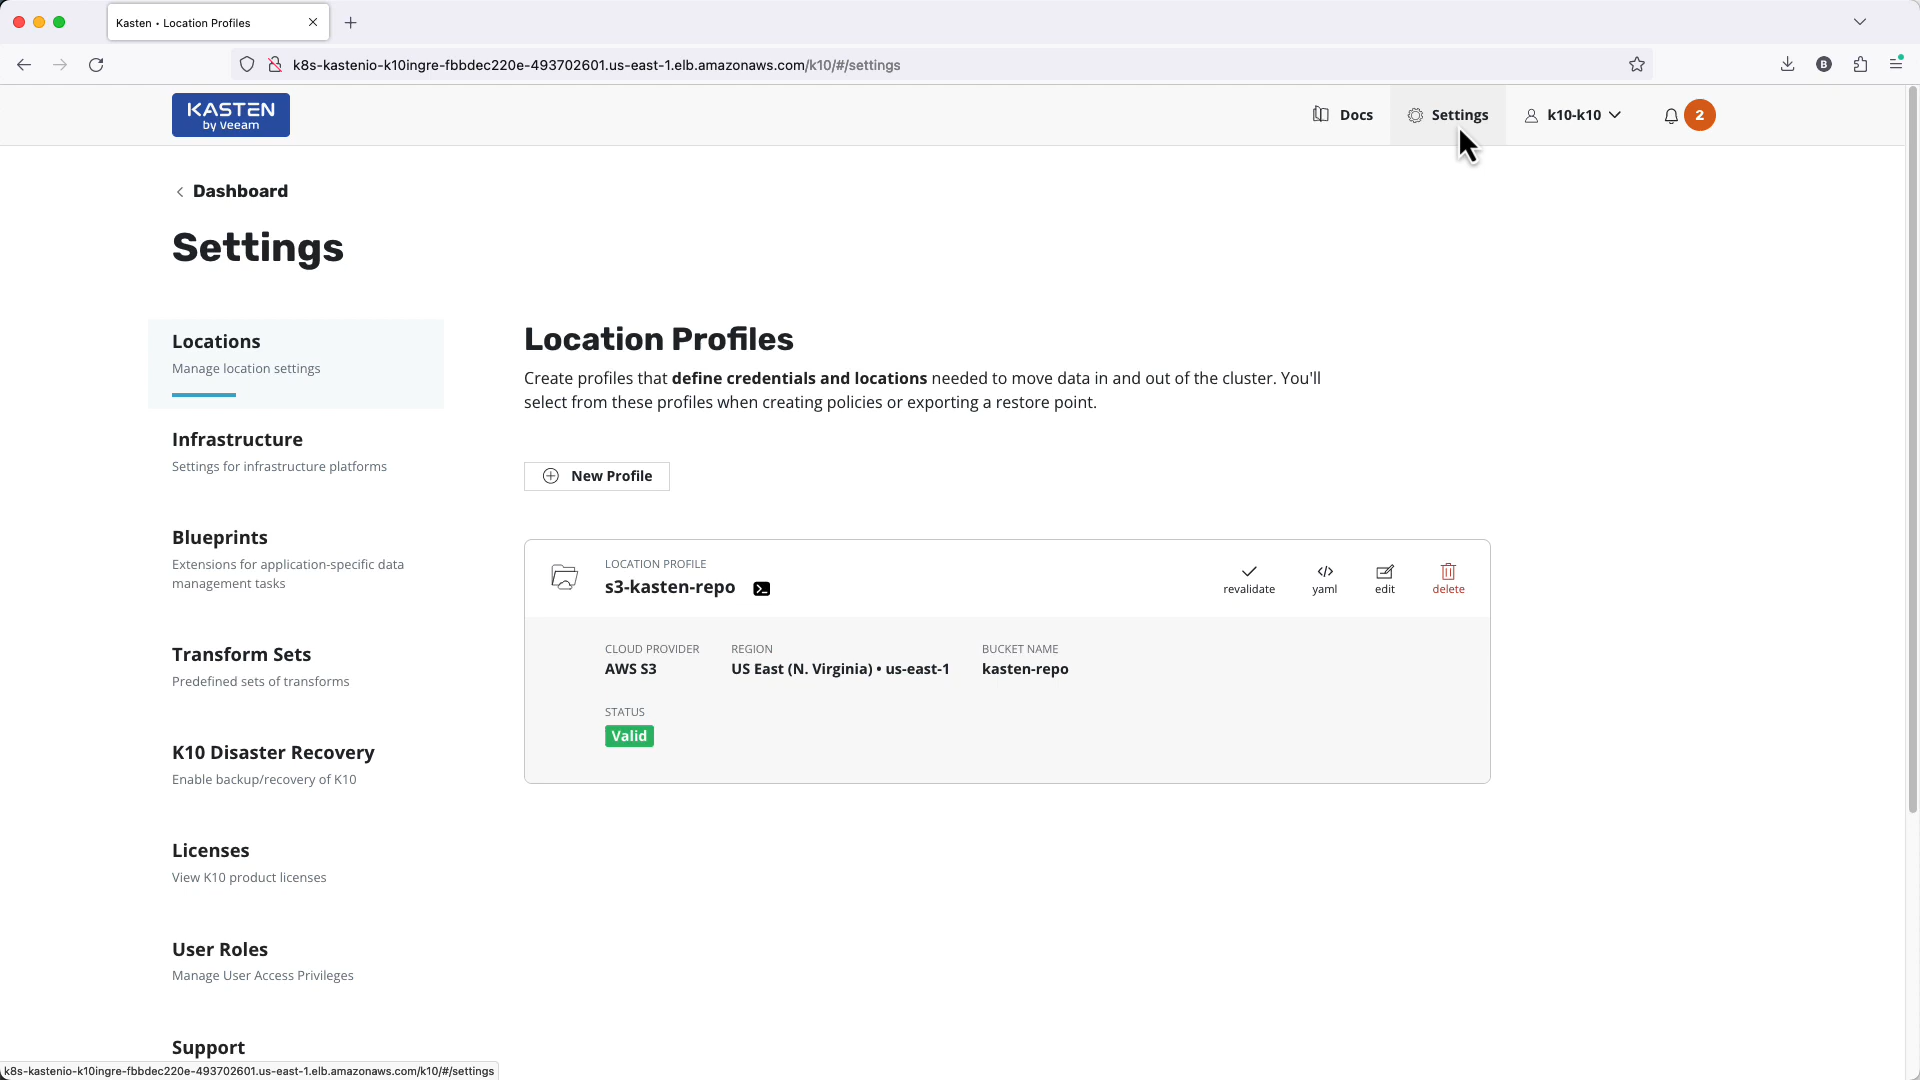 Kasten • Location Profiles
k8s-kastenio-k10ingre-fbbdec220e-493702601.us-east-1.elb.amazonaws.com/k10/#/settings
B
KASTEN
by Veeam
Docs
Settings
k10-k10
2
Dashboard
Settings
Locations
Manage location settings
Infrastructure
Settings for infrastructure platforms
Blueprints
Extensions for application-specific data
management tasks
Transform Sets
Predefined sets of transforms
K10 Disaster Recovery
Enable backup/recovery of K10
Licenses
View K10 product licenses
User Roles
Manage User Access Privileges
Support
Location Profiles
Create profiles that define credentials and locations needed to move data in and out of the cluster. You'll
select from these profiles when creating policies or exporting a restore point.
New Profile
LOCATION PROFILE
s3-kasten-repo
revalidate
yaml
edit
delete
CLOUD PROVIDER
AWS S3
REGION
US East (N. Virginia) • us-east-1
BUCKET NAME
kasten-repo
STATUS
Valid
k8s-kastenio-k10ingre-fbbdec220e-493702601.us-east-1.elb.amazonaws.com/k10/#/settings